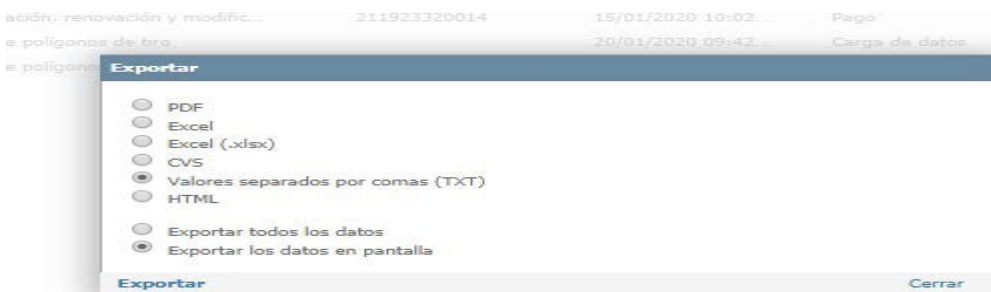 ación, renovación y modific... 211923320014 15/01/2020 10:02... Pago
e polígonos de bro 20/01/2020 09:42... Carga de datos
e polígono
Exportar
PDF
Excel
Excel (.xlsx)
CVS
Valores separados por comas (TXT)
HTML
Exportar todos los datos
Exportar los datos en pantalla
Exportar Cerrar